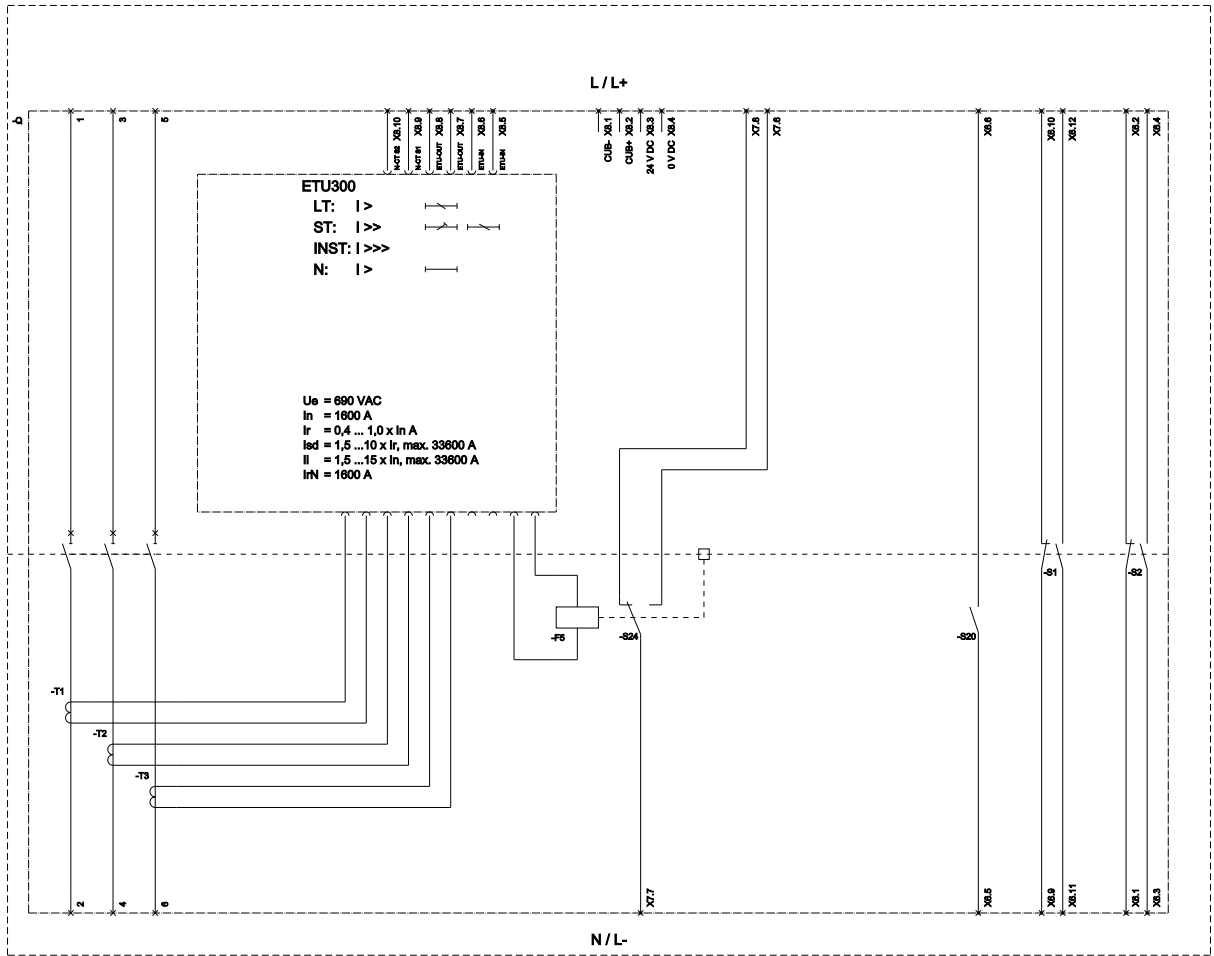 L / L+
1
3
5
N-CT S2 X8.10
N-CT S1 X8.9
ETU-OUT X8.8
ETU-OUT X8.7
ETU-IN X8.6
ETU-IN X8.5
CUB- X8.1
CUB+ X8.2
24 V DC X8.3
0 V DC X8.4
X7.8
X7.6
X6.6
X6.10
X6.12
X6.2
X6.4
ETU300
LT: I >
ST: I >>
INST: I >>>
N: I >
Ue = 690 VAC
In = 1600 A
Ir = 0,4 ... 1,0 x In A
Isd = 1,5 ...10 x Ir, max. 33600 A
Ii = 1,5 ...15 x In, max. 33600 A
IrN = 1600 A
-S1
-S2
-F5
-S24
-S20
-T1
-T2
-T3
2
4
6
X7.7
X6.5
X6.9
X6.11
X6.1
X6.3
N / L-